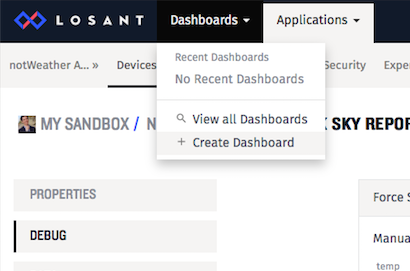 LOSANT
Dashboards
Applications
Recent Dashboards
No Recent Dashboards
View all Dashboards
+ Create Dashboard
notWeather A... »
Devices
Security
MY SANDBOX /
SKY REPOR
PROPERTIES
DEBUG
Force S
Manua
temp